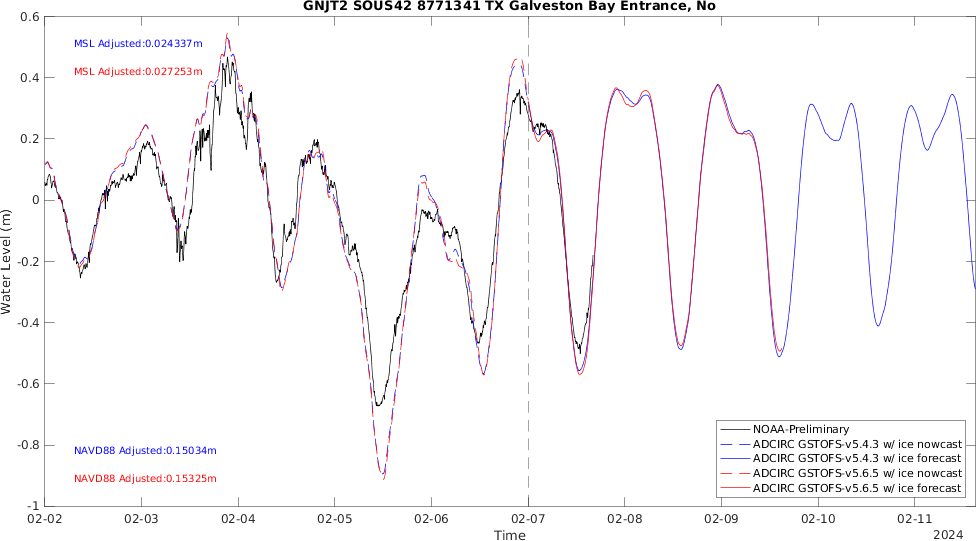 GNJT2 SOUS42 8771341 TX Galveston Bay Entrance, No
0.6
0.4
0.2
0
-0.2
-0.4
-0.6
-0.8
-1
Water Level (m)
MSL Adjusted:0.024337m
MSL Adjusted:0.027253m
NAVD88 Adjusted:0.15034m
NAVD88 Adjusted:0.15325m
NOAA-Preliminary
ADCIRC GSTOFS-v5.4.3 w/ ice nowcast
ADCIRC GSTOFS-v5.4.3 w/ ice forecast
ADCIRC GSTOFS-v5.6.5 w/ ice nowcast
ADCIRC GSTOFS-v5.6.5 w/ ice forecast
02-02 02-03 02-04 02-05 02-06 02-07 02-08 02-09 02-10 02-11
Time
2024